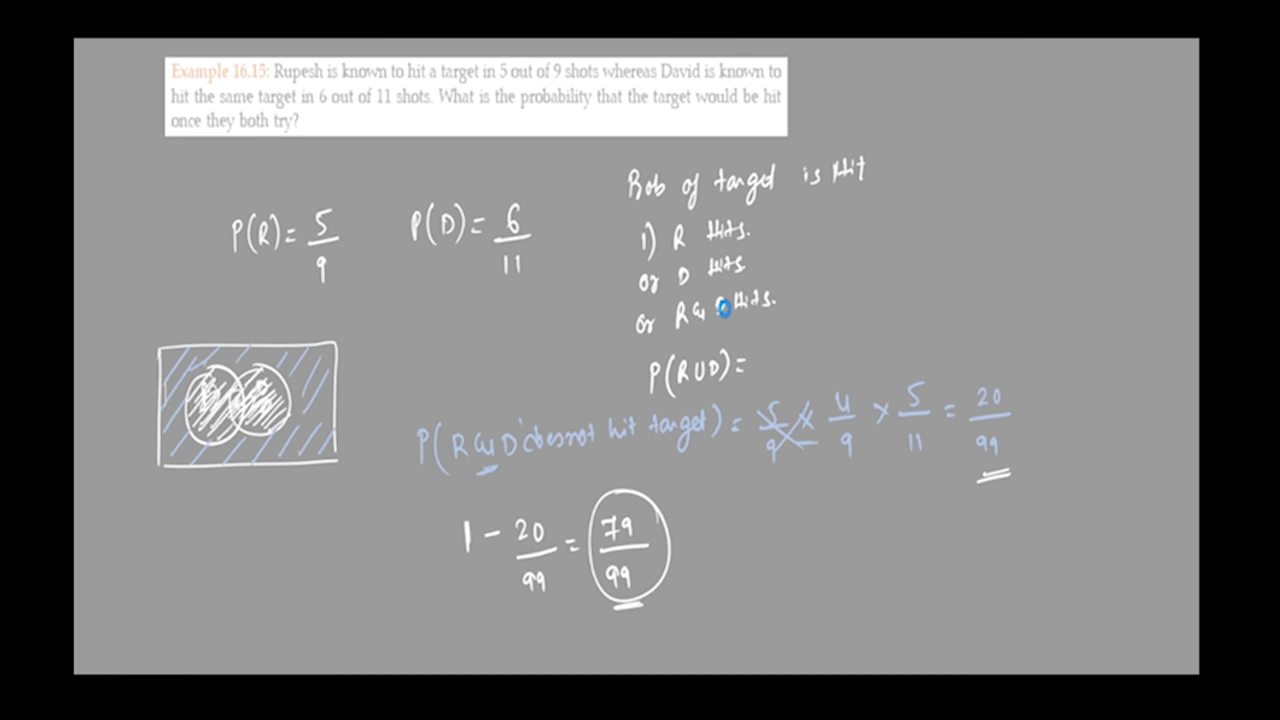 Example 16.15: Rupesh is known to hit a target in 5 out of 9 shots whereas David is known to
hit the same target in 6 out of 11 shots. What is the probability that the target would be hit
once they both try?
Prob of target is Hit
P(R) = 5/9
P(D) = 6/11
1) R Hits.
or D Hits
or R & Hits.
P(RUD) =
P(R & D does not hit target) = 4/9 × 5/11 = 20/99
1 - 20/99 = 79/99